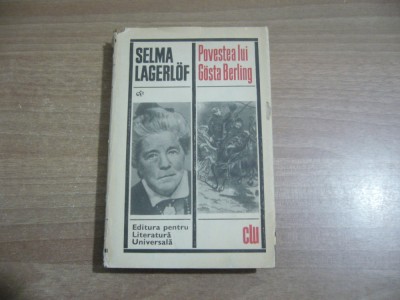 SELMA
LAGERLÖF
Povestea lui
Gösta Berling
Editura pentru
Literatură
Universală
clu